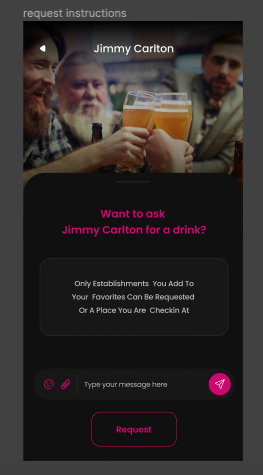 request instructions
Jimmy Carlton
Want to ask
Jimmy Carlton for a drink?
Only Establishments You Add To
Your Favorites Can Be Requested
Or A Place You Are Checkin At
Type your message here
Request